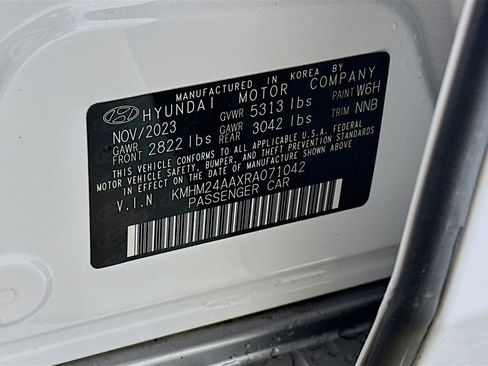 MANUFACTURED IN KOREA BY
HYUNDAI MOTOR COMPANY
NOV/2023 GVWR 5313 lbs PAINT W6H
GAWR FRONT 2822 lbs GAWR REAR 3042 lbs TRIM NNB
THIS VEHICLE CONFORMS TO ALL APPLICABLE U.S.A. FEDERAL
MOTOR VEHICLE SAFETY, BUMPER, AND THEFT PREVENTION STANDARDS
IN EFFECT ON THE DATE OF MANUFACTURE SHOWN ABOVE.
V.I.N KMHM24AAXRA071042
PASSENGER CAR